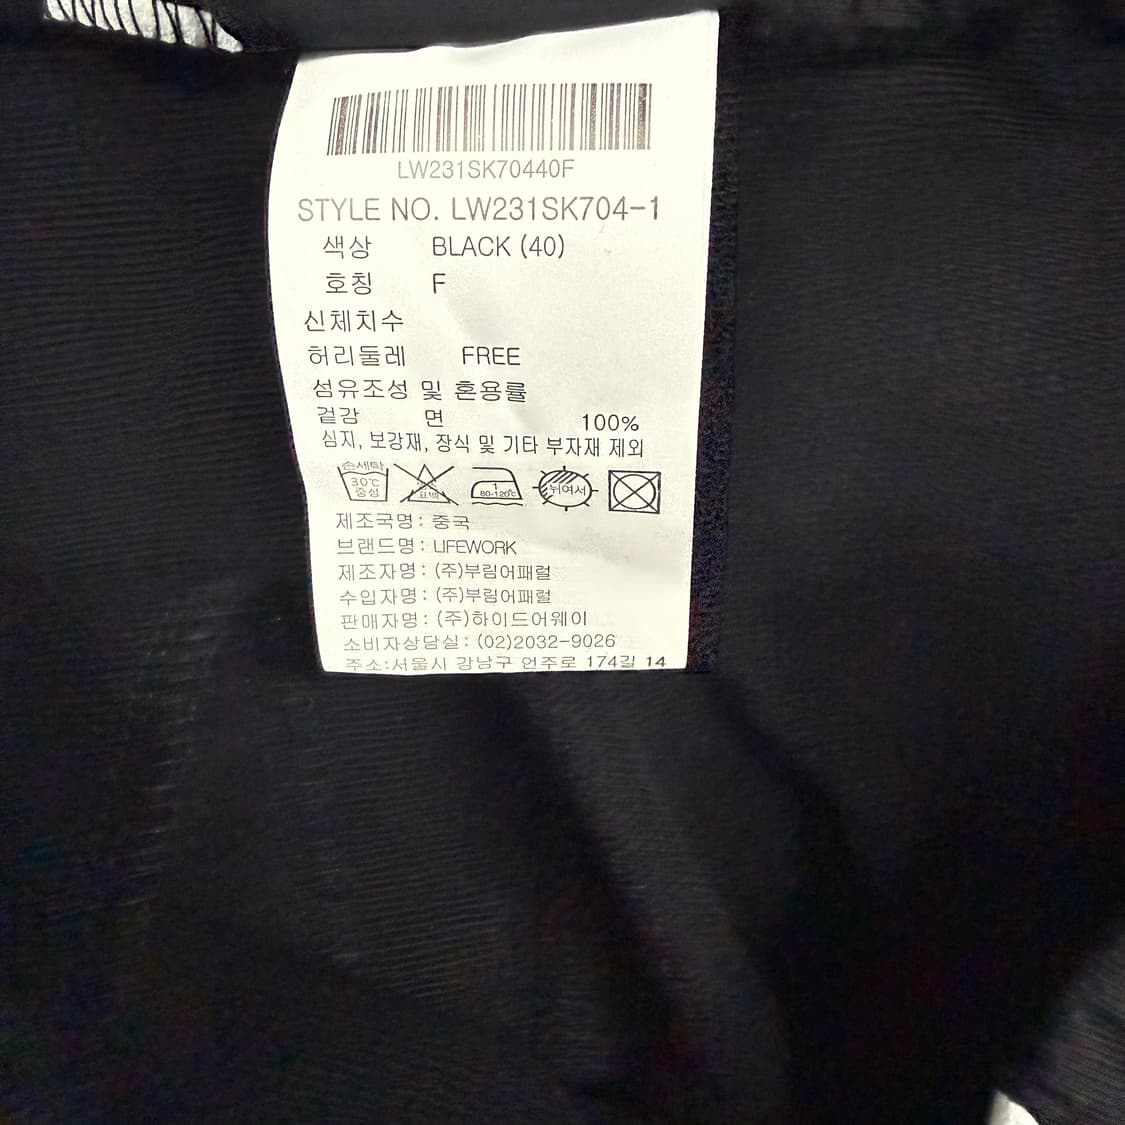 LW231SK70440F
STYLE NO. LW231SK704-1
색상 BLACK (40)
호칭 F
신체치수
허리둘레 FREE
섬유조성 및 혼용률
겉감 면 100%
심지, 보강재, 장식 및 기타 부자재 제외
손세탁 30℃ 중성 표백 1 80-120℃ 뉘여서
제조국명: 중국
브랜드명: LIFEWORK
제조자명: (주)부림어패럴
수입자명: (주)부림어패럴
판매자명: (주)하이드어웨이
소비자상담실: (02)2032-9026
주소:서울시 강남구 언주로 174길 14